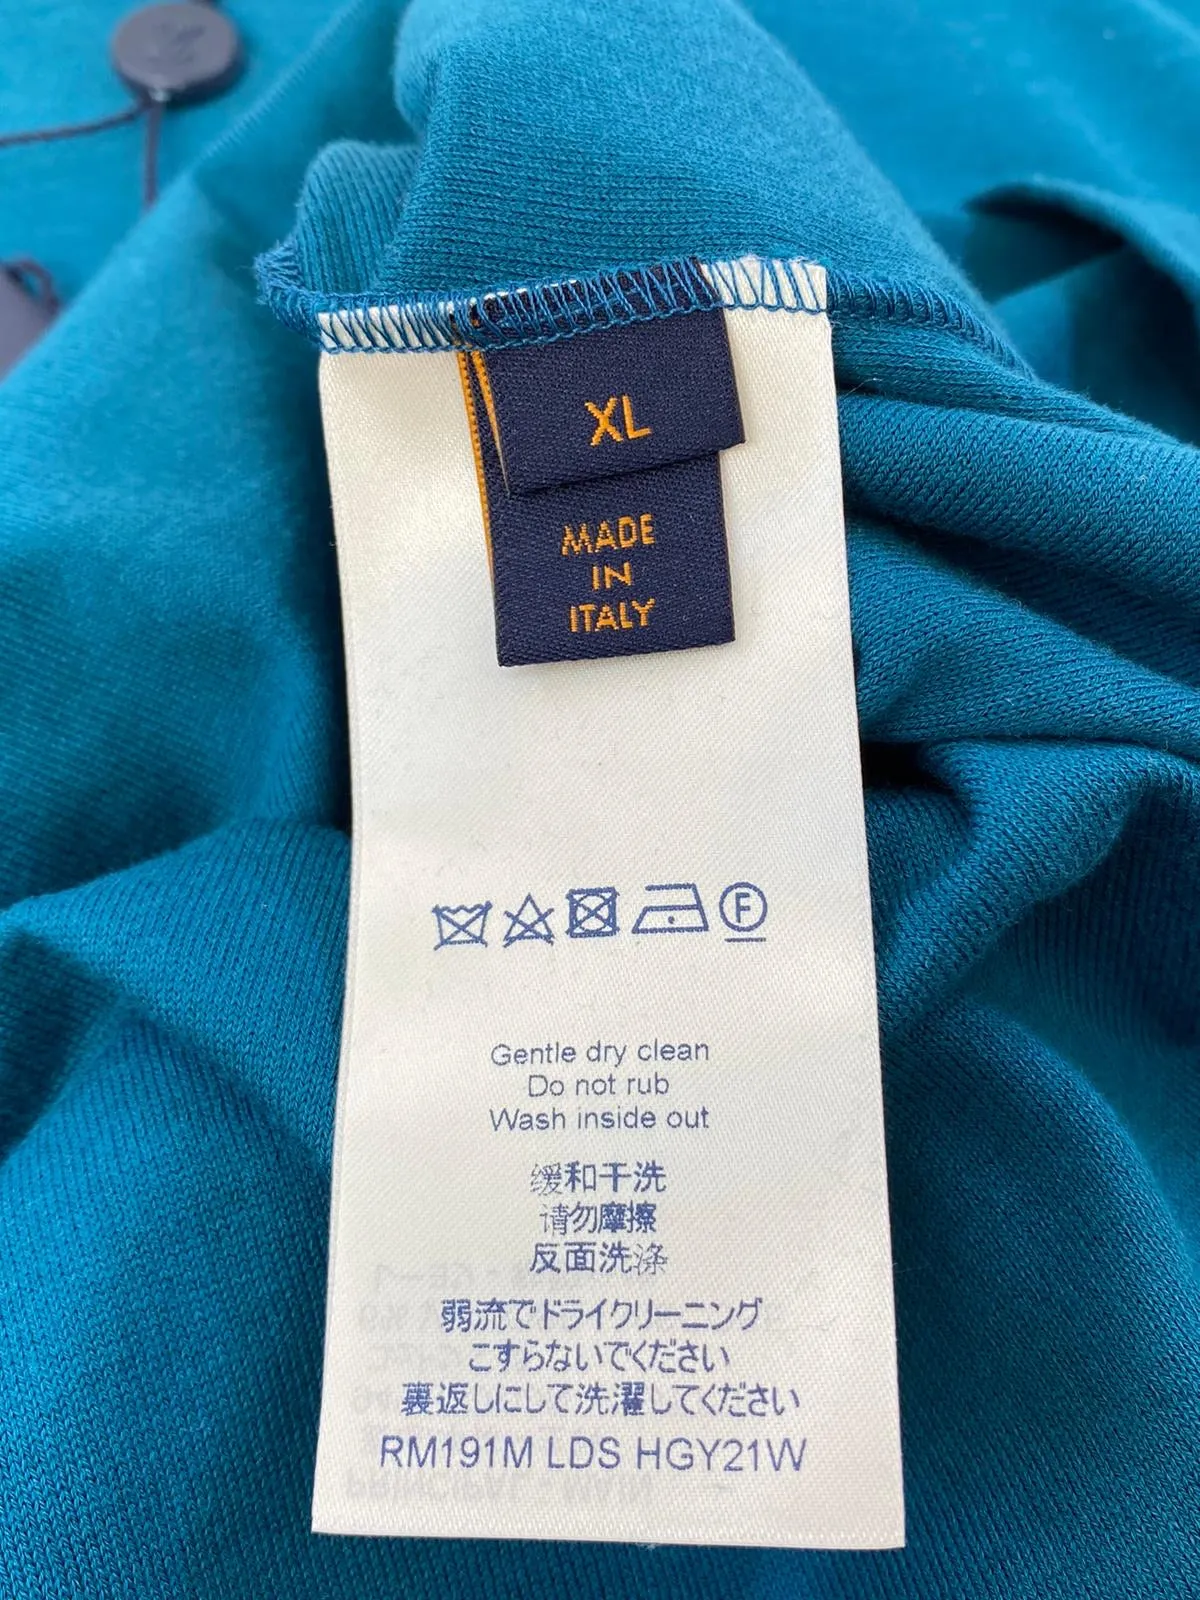 XL
MADE
IN
ITALY
F
Gentle dry clean
Do not rub
Wash inside out
缓和干洗
请勿摩擦
反面洗涤
弱流でドライクリーニング
こすらないでください
裏返しにして洗濯してください
RM191M LDS HGY21W